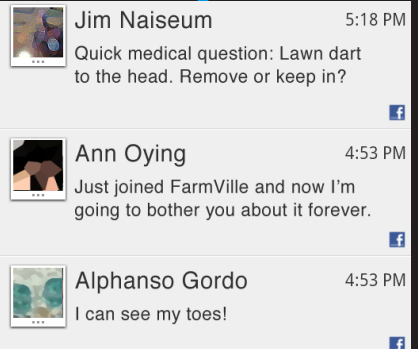 Jim Naiseum 5:18 PM
Quick medical question: Lawn dart
to the head. Remove or keep in?
f
Ann Oying 4:53 PM
Just joined FarmVille and now I'm
going to bother you about it forever.
f
Alphanso Gordo 4:53 PM
I can see my toes!
f